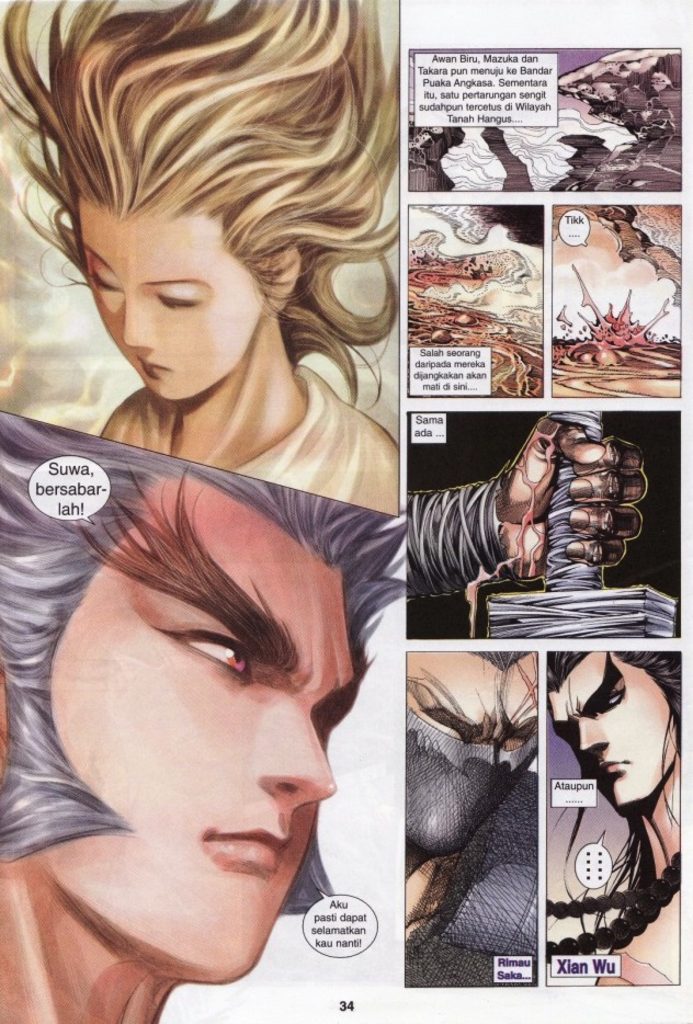 Suwa,
bersabar-
lah!
Aku
pasti dapat
selamatkan
kau nanti!
Awan Biru, Mazuka dan
Takara pun menuju ke Bandar
Puaka Angkasa. Sementara
itu, satu pertarungan sengit
sudahpun tercetus di Wilayah
Tanah Hangus....
Salah seorang
daripada mereka
dijangkakan akan
mati di sini....
Tikk
....
Sama
ada ...
Rimau
Saka...
Ataupun
......
Xian Wu
34